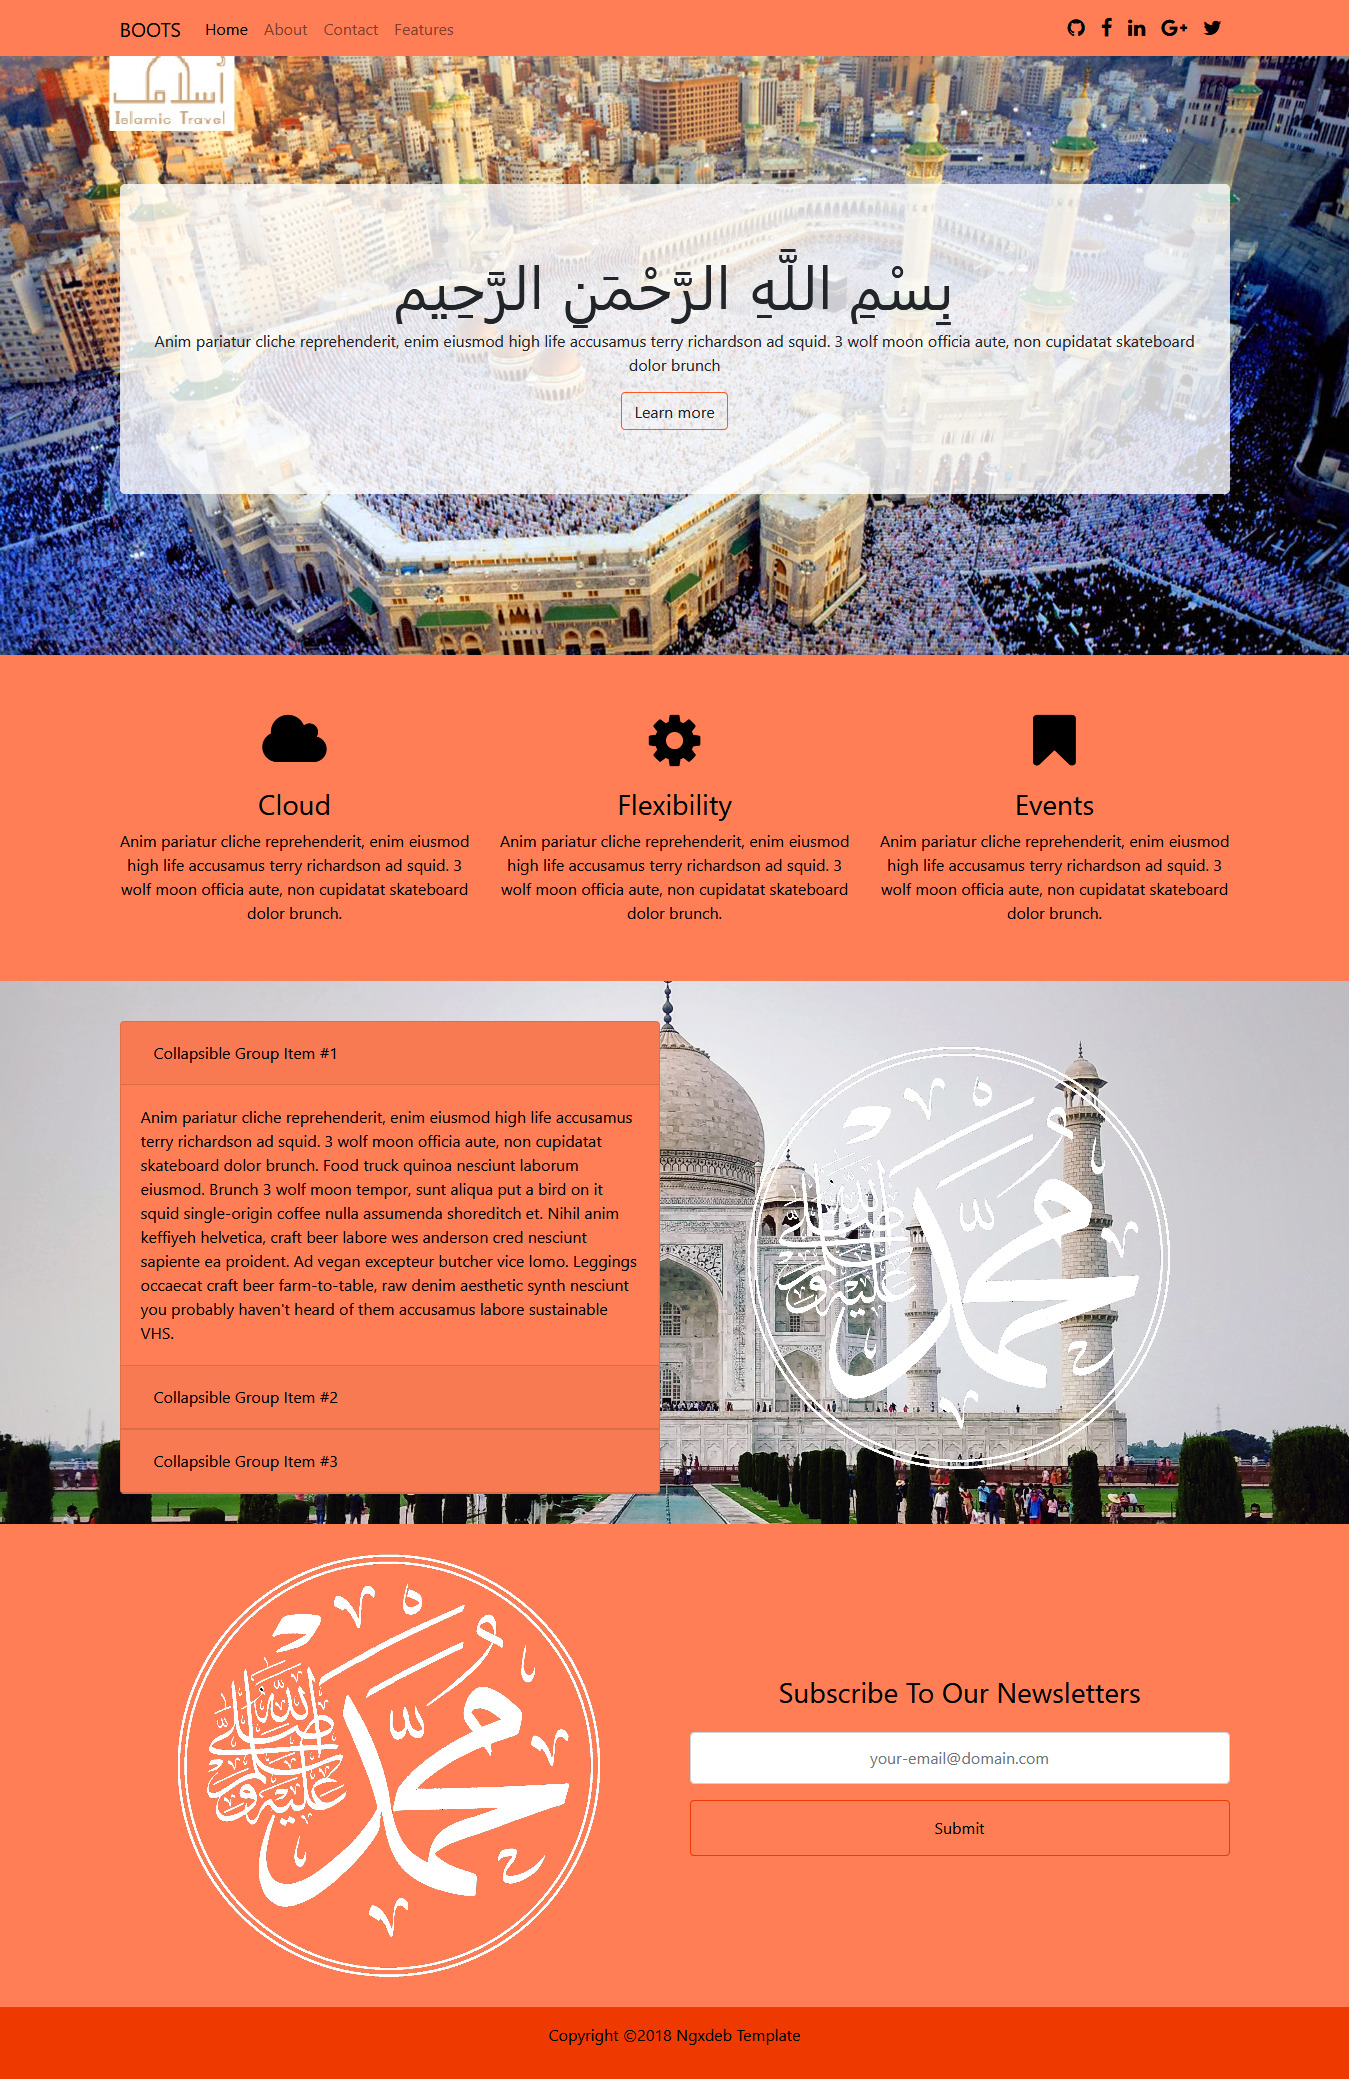 BOOTS Home About Contact Features
Islamic Travel
بِسْمِ اللَّهِ الرَّحْمَنِ الرَّحِيم
Anim pariatur cliche reprehenderit, enim eiusmod high life accusamus terry richardson ad squid. 3 wolf moon officia aute, non cupidatat skateboard
dolor brunch
Learn more
Cloud
Anim pariatur cliche reprehenderit, enim eiusmod
high life accusamus terry richardson ad squid. 3
wolf moon officia aute, non cupidatat skateboard
dolor brunch.
Flexibility
Anim pariatur cliche reprehenderit, enim eiusmod
high life accusamus terry richardson ad squid. 3
wolf moon officia aute, non cupidatat skateboard
dolor brunch.
Events
Anim pariatur cliche reprehenderit, enim eiusmod
high life accusamus terry richardson ad squid. 3
wolf moon officia aute, non cupidatat skateboard
dolor brunch.
Collapsible Group Item #1
Anim pariatur cliche reprehenderit, enim eiusmod high life accusamus
terry richardson ad squid. 3 wolf moon officia aute, non cupidatat
skateboard dolor brunch. Food truck quinoa nesciunt laborum
eiusmod. Brunch 3 wolf moon tempor, sunt aliqua put a bird on it
squid single-origin coffee nulla assumenda shoreditch et. Nihil anim
keffiyeh helvetica, craft beer labore wes anderson cred nesciunt
sapiente ea proident. Ad vegan excepteur butcher vice lomo. Leggings
occaecat craft beer farm-to-table, raw denim aesthetic synth nesciunt
you probably haven't heard of them accusamus labore sustainable
VHS.
Collapsible Group Item #2
Collapsible Group Item #3
محمد
صلى الله عليه وسلم
محمد
صلى الله عليه وسلم
Subscribe To Our Newsletters
your-email@domain.com
Submit
Copyright ©2018 Ngxdeb Template